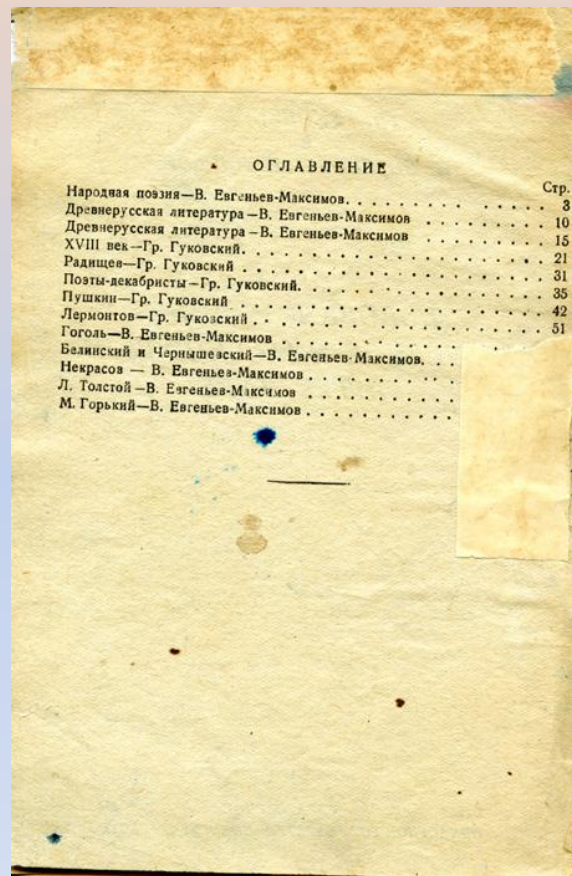 ОГЛАВЛЕНИЕ
Стр.
Народная поэзия—В. Евгеньев-Максимов. . . . . . . . . . . . 3
Древнерусская литература—В. Евгеньев-Максимов . . . . . . . . 10
Древнерусская литература—В. Евгеньев-Максимов . . . . . . . . 15
XVIII век—Гр. Гуковский. . . . . . . . . . . . . . . . . . 21
Радищев—Гр. Гуковский . . . . . . . . . . . . . . . . . . 31
Поэты-декабристы—Гр. Гуковский. . . . . . . . . . . . . . 35
Пушкин—Гр. Гуковский . . . . . . . . . . . . . . . . . . 42
Лермонтов—Гр. Гуковский . . . . . . . . . . . . . . . . . 51
Гоголь—В. Евгеньев-Максимов . . . . . . . . . . . .
Белинский и Чернышевский—В. Евгеньев-Максимов. . .
Некрасов — В. Евгеньев-Максимов . . . . . . . . . .
Л. Толстой—В. Евгеньев-Максимов . . . . . . . . . .
М. Горький—В. Евгеньев-Максимов . . . . . . . . . .